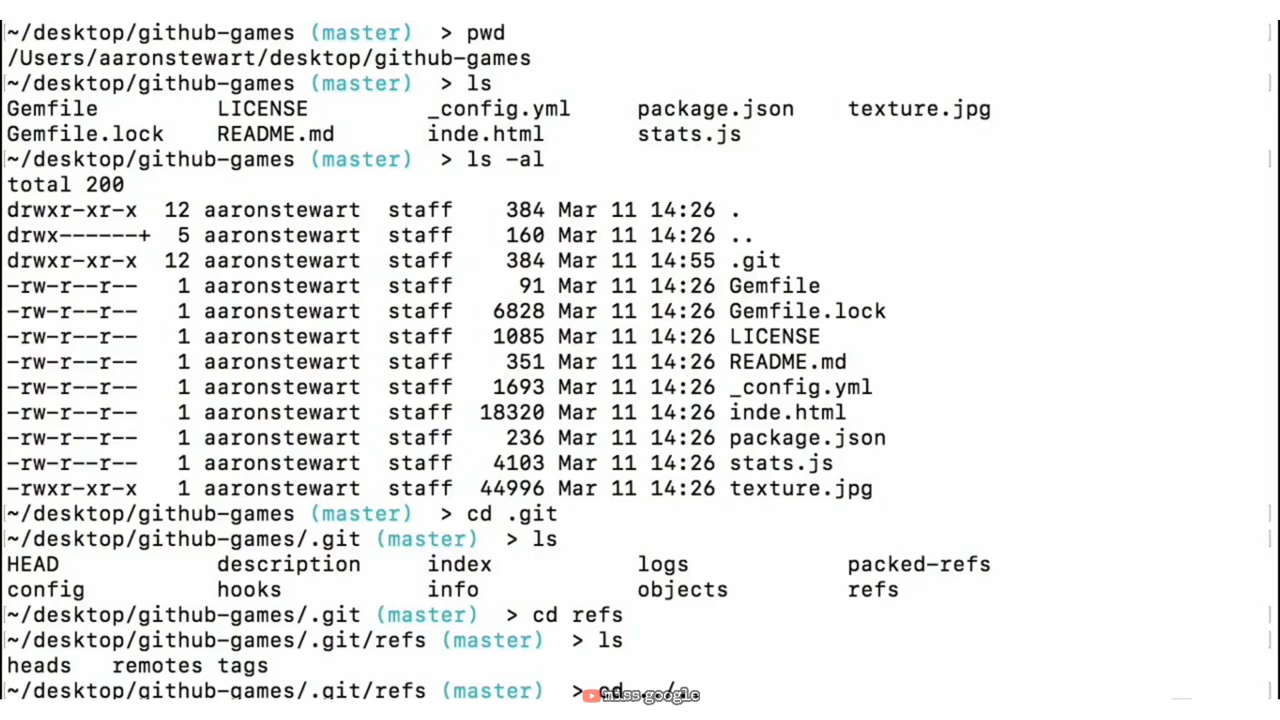 ~/desktop/github-games (master) > pwd
/Users/aaronstewart/desktop/github-games
~/desktop/github-games (master) > ls
Gemfile LICENSE _config.yml package.json texture.jpg
Gemfile.lock README.md inde.html stats.js
~/desktop/github-games (master) > ls -al
total 200
drwxr-xr-x 12 aaronstewart staff 384 Mar 11 14:26 .
drwx------+ 5 aaronstewart staff 160 Mar 11 14:26 ..
drwxr-xr-x 12 aaronstewart staff 384 Mar 11 14:55 .git
-rw-r--r-- 1 aaronstewart staff 91 Mar 11 14:26 Gemfile
-rw-r--r-- 1 aaronstewart staff 6828 Mar 11 14:26 Gemfile.lock
-rw-r--r-- 1 aaronstewart staff 1085 Mar 11 14:26 LICENSE
-rw-r--r-- 1 aaronstewart staff 351 Mar 11 14:26 README.md
-rw-r--r-- 1 aaronstewart staff 1693 Mar 11 14:26 _config.yml
-rw-r--r-- 1 aaronstewart staff 18320 Mar 11 14:26 inde.html
-rw-r--r-- 1 aaronstewart staff 236 Mar 11 14:26 package.json
-rw-r--r-- 1 aaronstewart staff 4103 Mar 11 14:26 stats.js
-rwxr-xr-x 1 aaronstewart staff 44996 Mar 11 14:26 texture.jpg
~/desktop/github-games (master) > cd .git
~/desktop/github-games/.git (master) > ls
HEAD description index logs packed-refs
config hooks info objects refs
~/desktop/github-games/.git (master) > cd refs
~/desktop/github-games/.git/refs (master) > ls
heads remotes tags
~/desktop/github-games/.git/refs (master) > cd
miss google